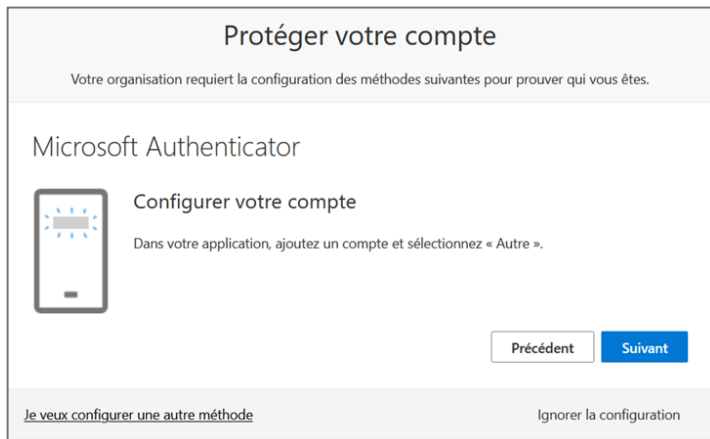 Protéger votre compte
Votre organisation requiert la configuration des méthodes suivantes pour prouver qui vous êtes.
Microsoft Authenticator
Configurer votre compte
Dans votre application, ajoutez un compte et sélectionnez « Autre ».
Précédent
Suivant
Je veux configurer une autre méthode
Ignorer la configuration